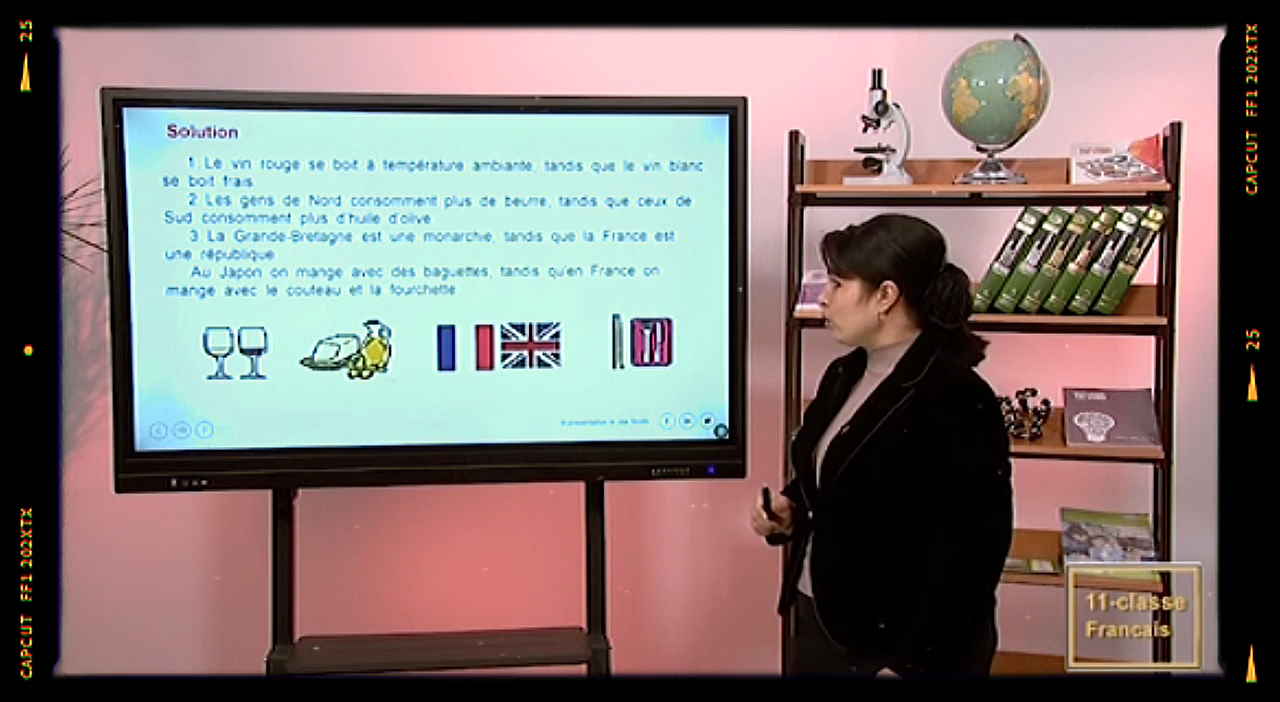 Solution
1. Le vin rouge se boit à température ambiante, tandis que le vin blanc
se boit frais
2. Les gens de Nord consomment plus de beurre, tandis que ceux de
Sud consomment plus d'huile d'olive
3. La Grande-Bretagne est une monarchie, tandis que la France est
une république
Au Japon on mange avec des baguettes, tandis qu'en France on
mange avec le couteau et la fourchette
11-classe
Francais
25
CAPCUT FF1 202XTX
CAPCUT FF1 202XTX
25